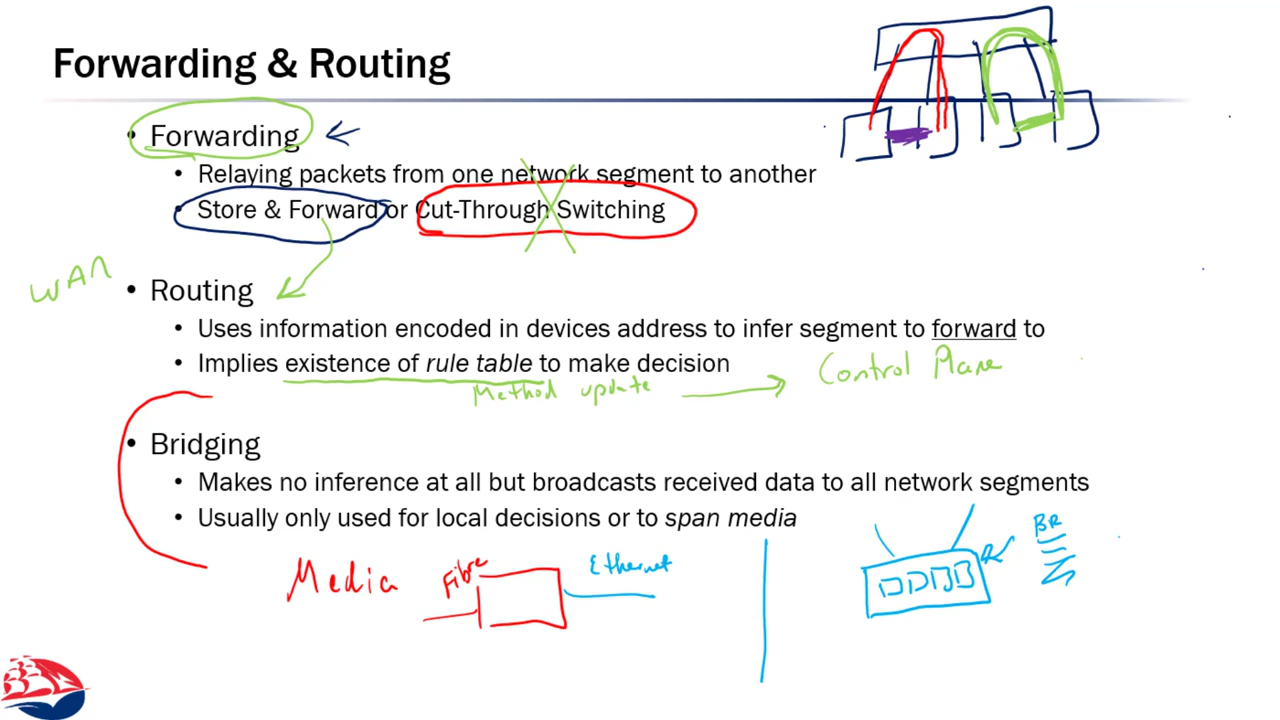 Forwarding & Routing
• Forwarding
• Relaying packets from one network segment to another
• Store & Forward or Cut-Through Switching
WAN
• Routing
• Uses information encoded in devices address to infer segment to forward to
• Implies existence of rule table to make decision
Method update
Control Plane
• Bridging
• Makes no inference at all but broadcasts received data to all network segments
• Usually only used for local decisions or to span media
Media
Fibre
Ethernet
BR